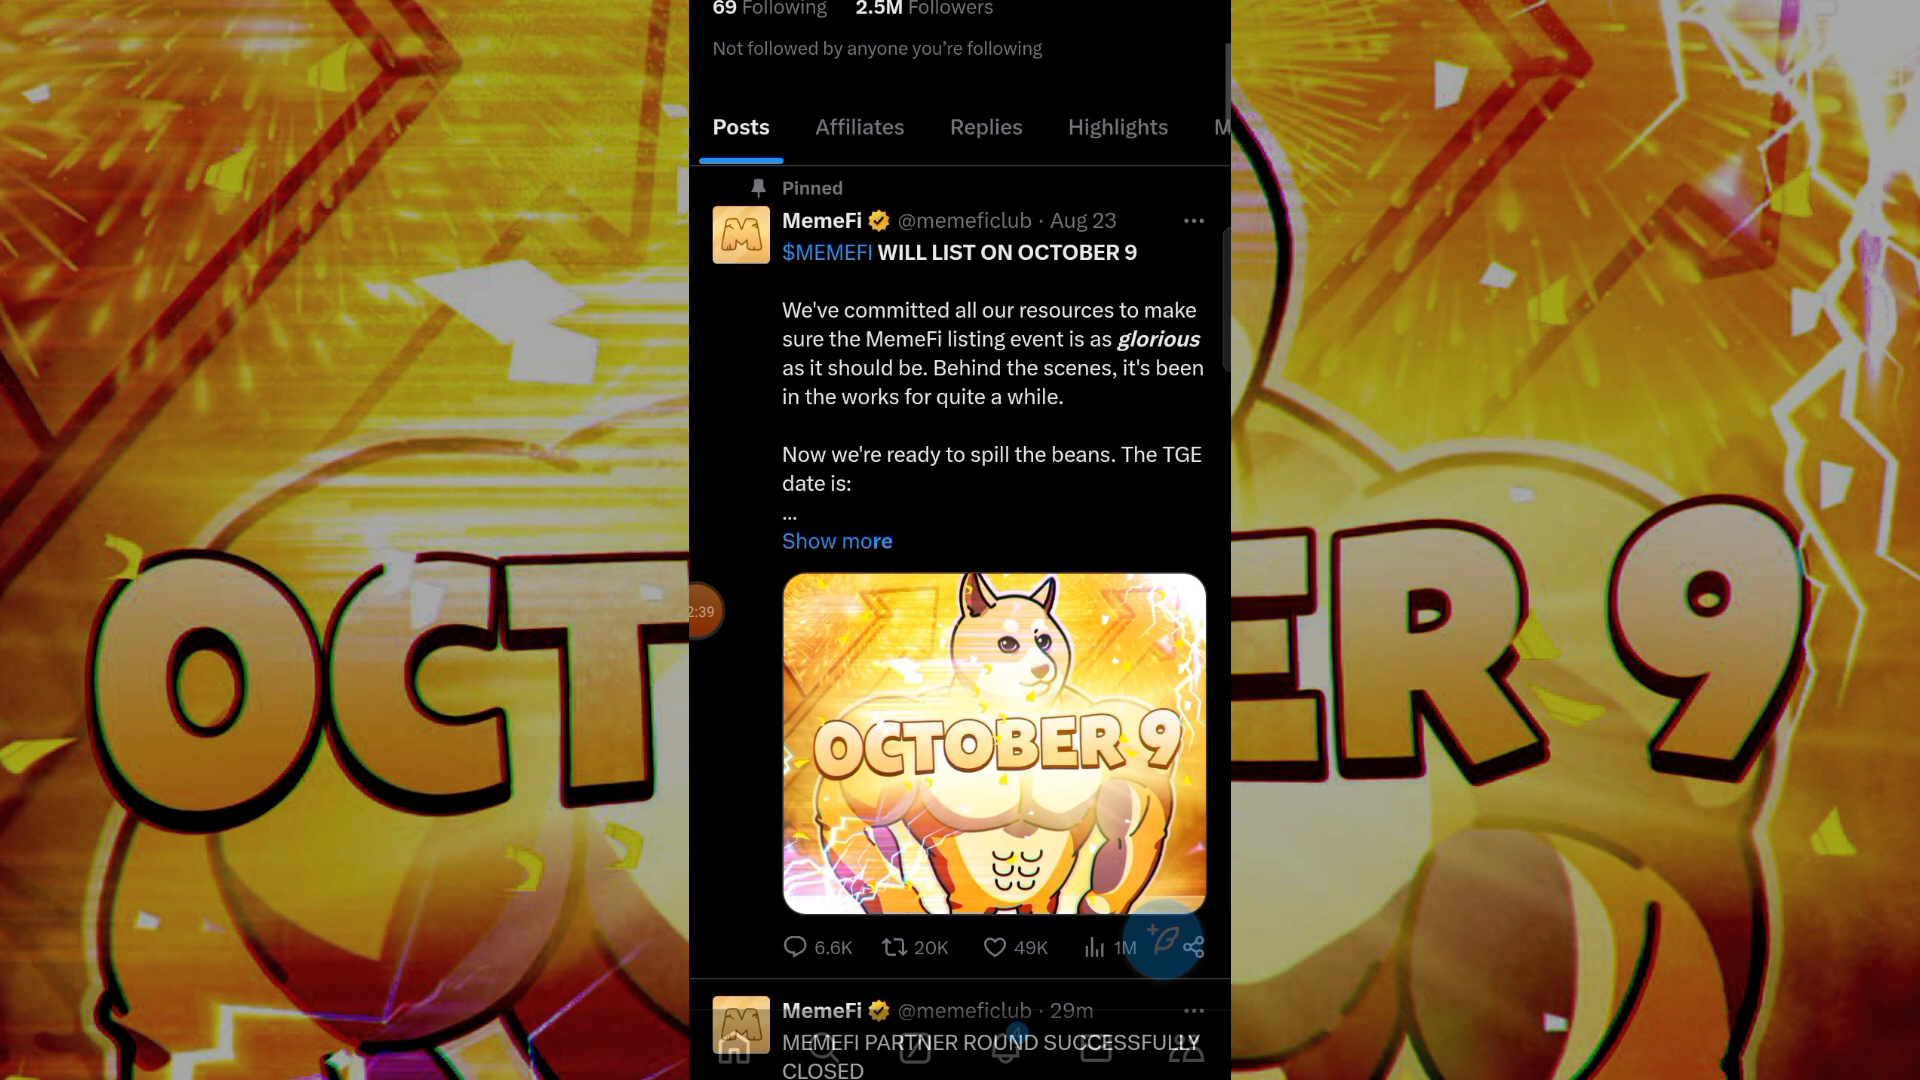 69 Following 2.5M Followers
Not followed by anyone you're following
Posts Affiliates Replies Highlights M
Pinned
MemeFi @memeficlub · Aug 23
$MEMEFI WILL LIST ON OCTOBER 9
We've committed all our resources to make
sure the MemeFi listing event is as glorious
as it should be. Behind the scenes, it's been
in the works for quite a while.
Now we're ready to spill the beans. The TGE
date is:
...
Show more
2:39
OCT
ER 9
OCTOBER 9
6.6K 20K 49K 1M
MemeFi @memeficlub · 29m
MEMEFI PARTNER ROUND SUCCESSFULLY
CLOSED